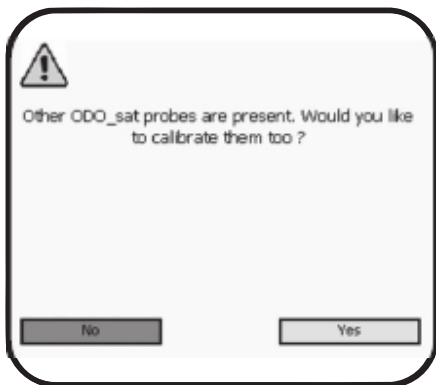 Other ODO_sat probes are present. Would you like
to calibrate them too ?
No
Yes